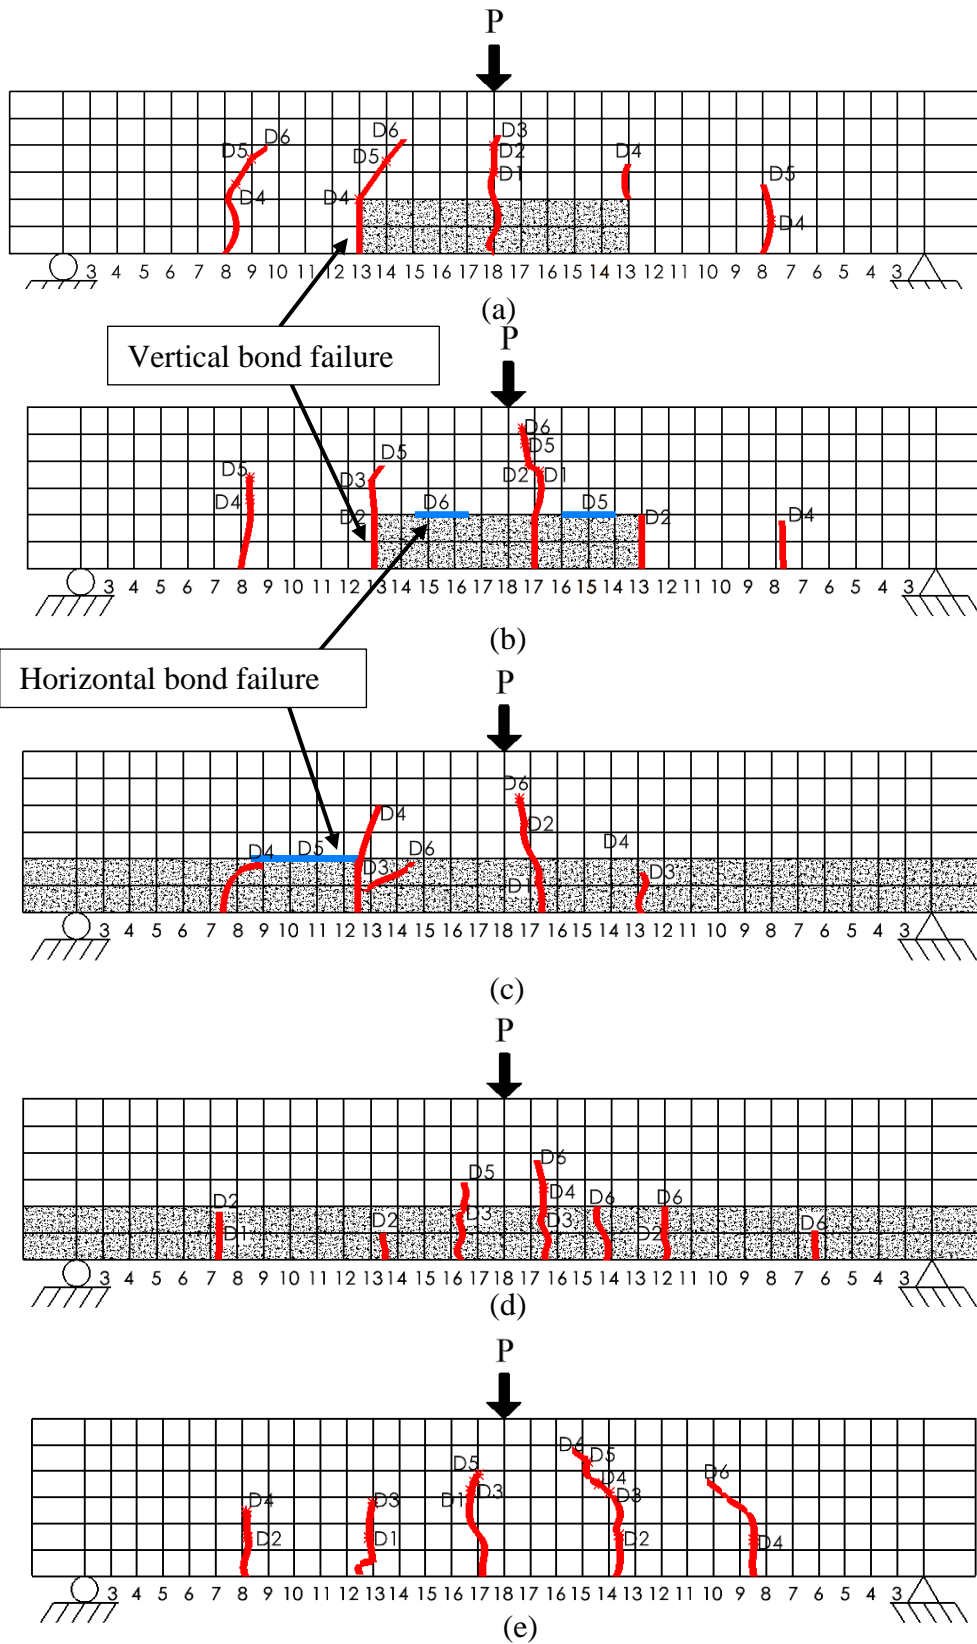 P
D3
D6 D6 D2 D4
D5 D5 D1 D5
D4 D4 D4
3 4 5 6 7 8 9 10 11 12 13 14 15 16 17 18 17 16 15 14 13 12 11 10 9 8 7 6 5 4 3
(a)
P
Vertical bond failure
D6
D5 D5
D5 D3 D2 D1
D4 D6 D5
D2 D2 D4
3 4 5 6 7 8 9 10 11 12 13 14 15 16 17 18 17 16 15 14 13 12 11 10 9 8 7 6 5 4 3
(b)
Horizontal bond failure
P
D6
D4 D2
D4 D5 D6 D4
D3 D1 D3
3 4 5 6 7 8 9 10 11 12 13 14 15 16 17 18 17 16 15 14 13 12 11 10 9 8 7 6 5 4 3
(c)
P
D5 D6
D2 D4 D6 D6
D1 D2 D3 D3 D2 D6
3 4 5 6 7 8 9 10 11 12 13 14 15 16 17 18 17 16 15 14 13 12 11 10 9 8 7 6 5 4 3
(d)
P
D6
D5 D5 D6
D4 D3 D1 D3 D4
D3
D2 D1 D2 D4
3 4 5 6 7 8 9 10 11 12 13 14 15 16 17 18 17 16 15 14 13 12 11 10 9 8 7 6 5 4 3
(e)